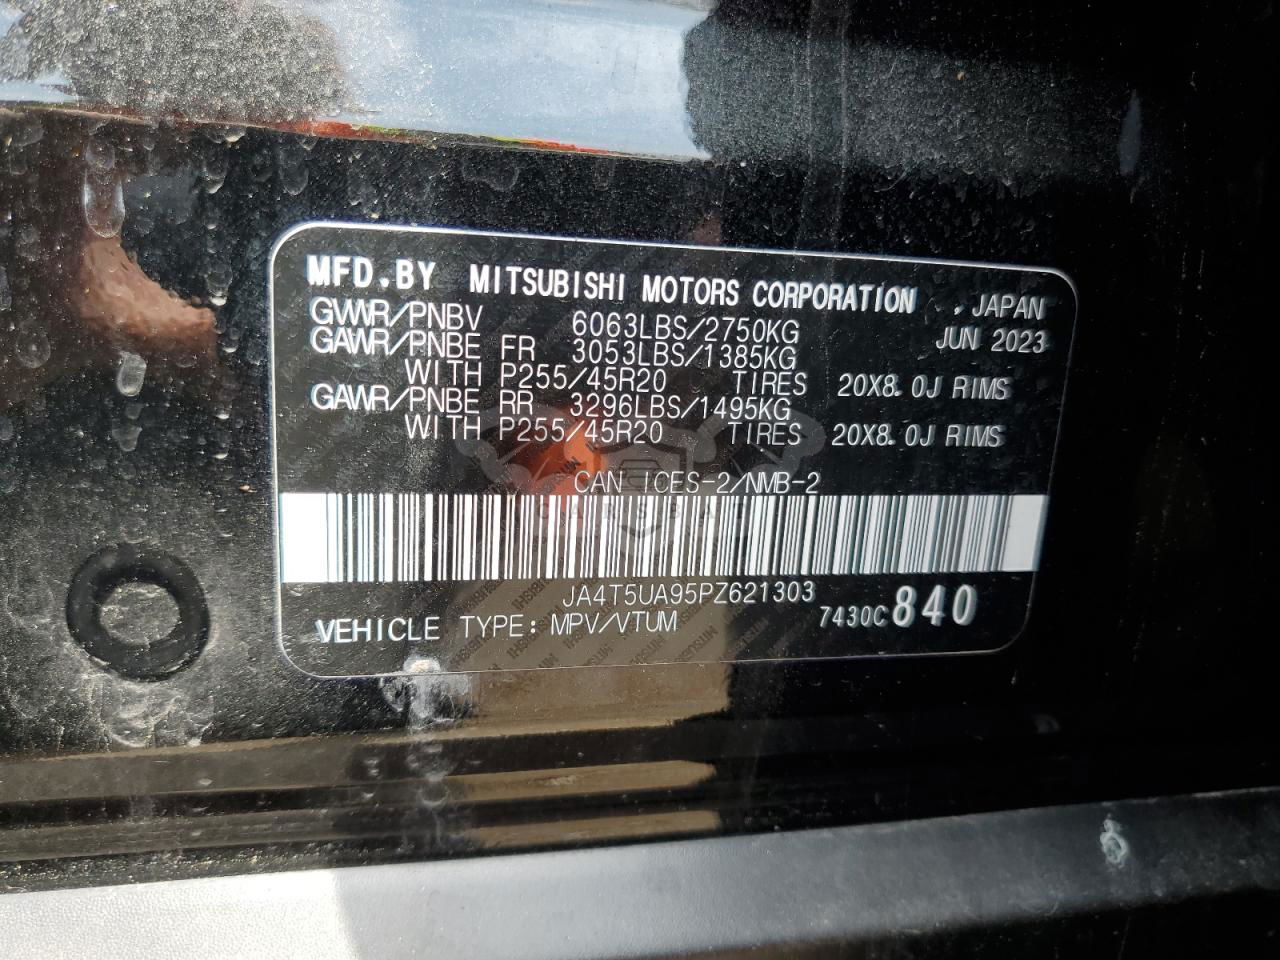 MFD.BY MITSUBISHI MOTORS CORPORATION , JAPAN
GVWR/PNBV 6063LBS/2750KG JUN 2023
GAWR/PNBE FR 3053LBS/1385KG
WITH P255/45R20 TIRES 20X8.0J RIMS
GAWR/PNBE RR 3296LBS/1495KG
WITH P255/45R20 TIRES 20X8.0J RIMS
CAN ICES-2/NMB-2
CARSBAT
JA4T5UA95PZ621303
VEHICLE TYPE: MPV/VTUM 7430C 840